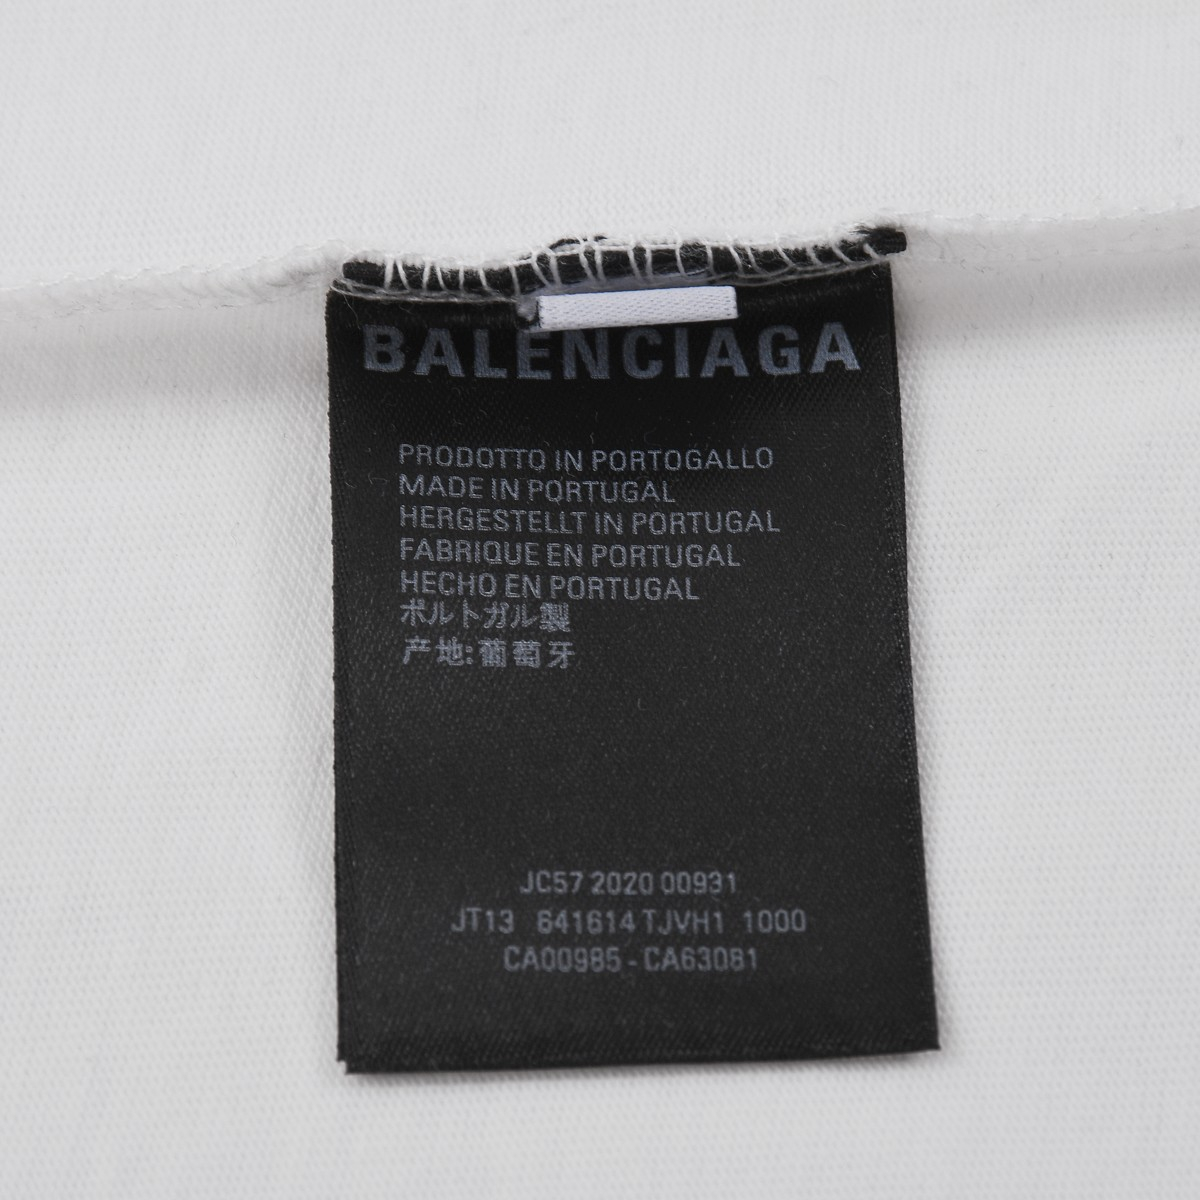 BALENCIAGA
PRODOTTO IN PORTOGALLO
MADE IN PORTUGAL
HERGESTELLT IN PORTUGAL
FABRIQUE EN PORTUGAL
HECHO EN PORTUGAL
ポルトガル製
产地:葡萄牙
JC57 2020 00931
JT13 641614 TJVH1 1000
CA00985 - CA63081